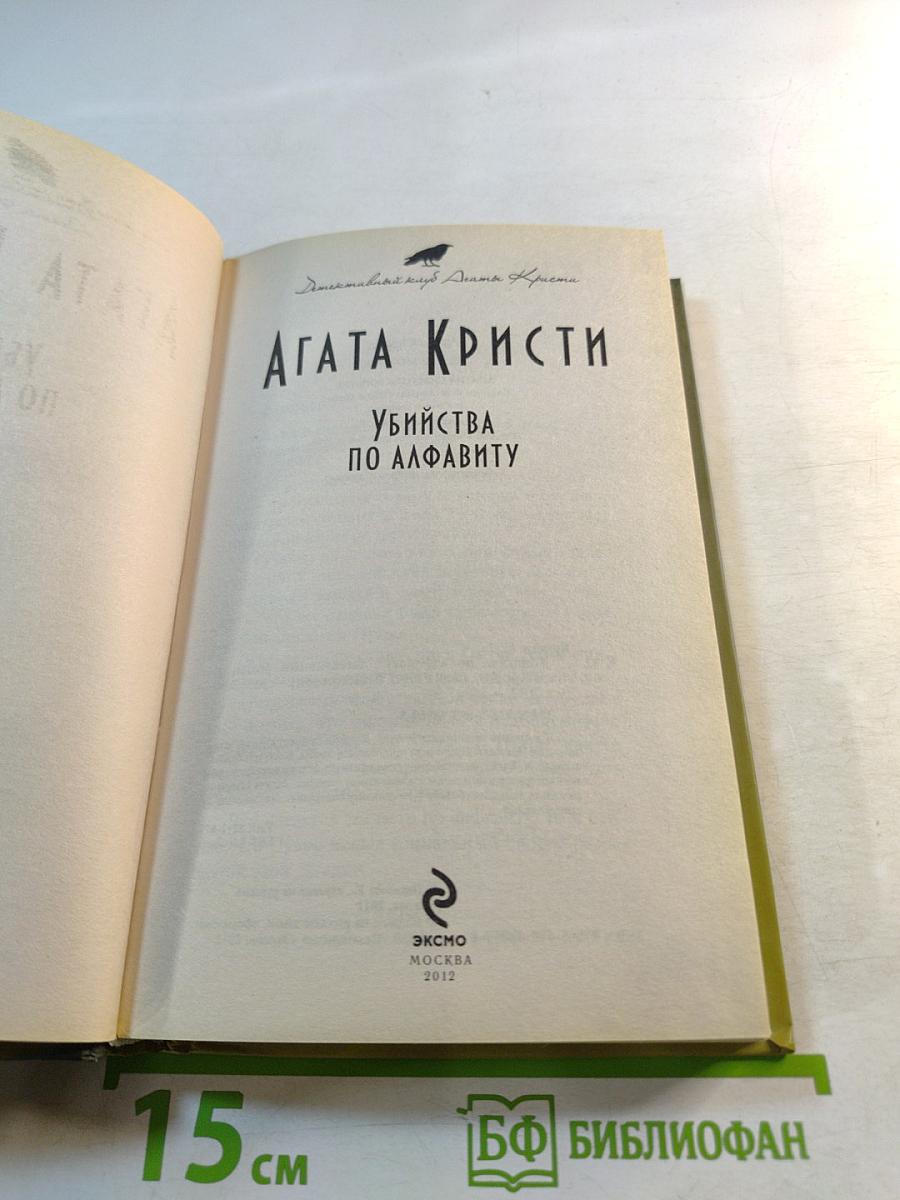 Детективный клуб Агаты Кристи
АГАТА КРИСТИ
УБИЙСТВА
ПО АЛФАВИТУ
ЭКСМО
МОСКВА
2012
15 см
БФ БИБЛИОФАН